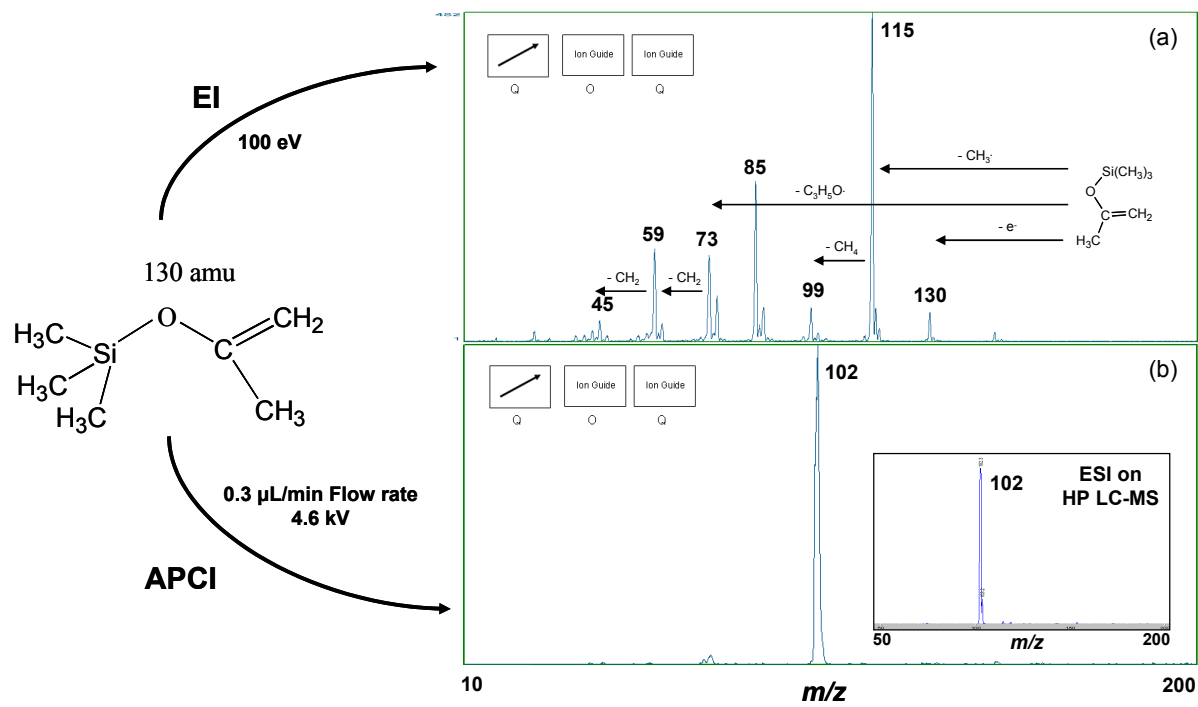 EI
100 eV
130 amu
H₃C
Si
O
C
CH₂
CH₃
H₃C
H₃C
0.3 µL/min Flow rate
4.6 kV
APCI
482
(a)
Ion Guide
Ion Guide
Q
O
Q
115
85
59
73
45
99
130
- CH₃·
- C₃H₅O·
- e⁻
- CH₄
- CH₂
- CH₂
Si(CH₃)₃
O
C
CH₂
H₃C
(b)
Ion Guide
Ion Guide
Q
O
Q
102
102
ESI on
HP LC-MS
50
m/z
200
10
m/z
200